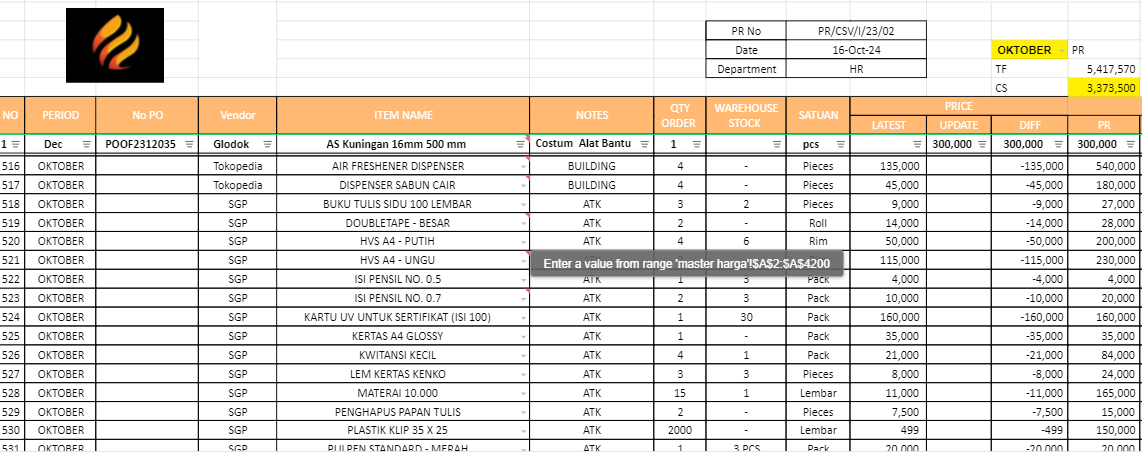 PR No PR/CSV/I/23/02
Date 16-Oct-24 OKTOBER PR
Department HR TF 5,417,570
CS 3,373,500
NO PERIOD No PO Vendor ITEM NAME NOTES QTY ORDER WAREHOUSE STOCK SATUAN PRICE
LATEST UPDATE DIFF PR
1 Dec POOF2312035 Glodok AS Kuningan 16mm 500 mm Costum Alat Bantu 1 pcs 300,000 300,000 300,000
516 OKTOBER Tokopedia AIR FRESHENER DISPENSER BUILDING 4 - Pieces 135,000 -135,000 540,000
517 OKTOBER Tokopedia DISPENSER SABUN CAIR BUILDING 4 - Pieces 45,000 -45,000 180,000
518 OKTOBER SGP BUKU TULIS SIDU 100 LEMBAR ATK 3 2 Pieces 9,000 -9,000 27,000
519 OKTOBER SGP DOUBLETAPE - BESAR ATK 2 - Roll 14,000 -14,000 28,000
520 OKTOBER SGP HVS A4 - PUTIH ATK 4 6 Rim 50,000 -50,000 200,000
521 OKTOBER SGP HVS A4 - UNGU 115,000 -115,000 230,000
Enter a value from range 'master harga'!$A$2:$A$4200
522 OKTOBER SGP ISI PENSIL NO. 0.5 ATK 1 3 Pack 4,000 -4,000 4,000
523 OKTOBER SGP ISI PENSIL NO. 0.7 ATK 2 3 Pack 10,000 -10,000 20,000
524 OKTOBER SGP KARTU UV UNTUK SERTIFIKAT (ISI 100) ATK 1 30 Pack 160,000 -160,000 160,000
525 OKTOBER SGP KERTAS A4 GLOSSY ATK 1 - Pack 35,000 -35,000 35,000
526 OKTOBER SGP KWITANSI KECIL ATK 4 1 Pack 21,000 -21,000 84,000
527 OKTOBER SGP LEM KERTAS KENKO ATK 3 3 Pieces 8,000 -8,000 24,000
528 OKTOBER SGP MATERAI 10.000 ATK 15 1 Lembar 11,000 -11,000 165,000
529 OKTOBER SGP PENGHAPUS PAPAN TULIS ATK 2 - Pieces 7,500 -7,500 15,000
530 OKTOBER SGP PLASTIK KLIP 35 X 25 ATK 2000 - Lembar 499 -499 150,000
531 OKTOBER SGP PULPEN STANDARD - MERAH ATK 1 3 PCS Pack 20,000 -20,000 20,000